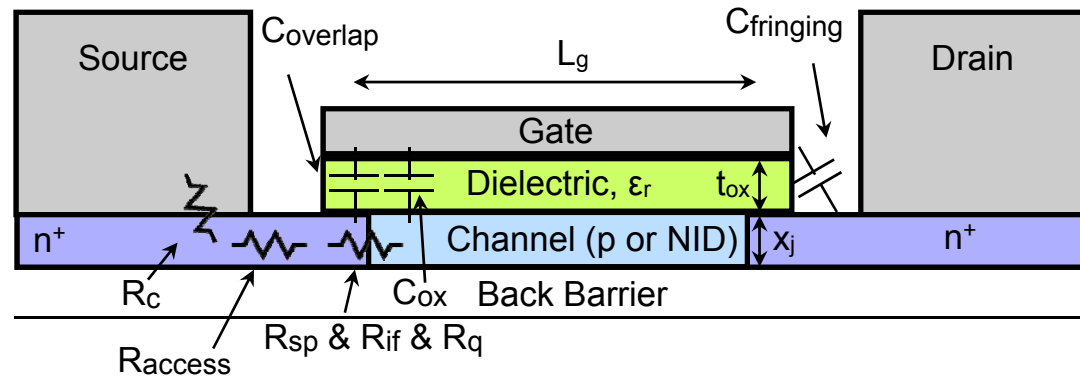 Coverlap
Cfringing
Source
Lg
Drain
Gate
Dielectric, εr
tox
n+
Channel (p or NID)
xj
n+
Rc
Cox
Back Barrier
Raccess
Rsp & Rif & Rq